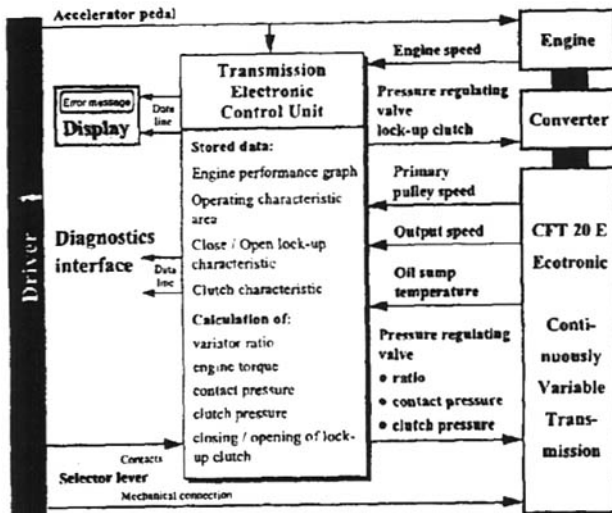 Accelerator pedal
Driver
Error message
Display
Data
line
Diagnostics
interface
Data
line
Contacts
Selector lever
Mechanical connection
Transmission
Electronic
Control Unit
Stored data:
Engine performance graph
Operating characteristic
area
Close / Open lock-up
characteristic
Clutch characteristic
Calculation of:
variator ratio
engine torque
contact pressure
clutch pressure
closing / opening of lock-
up clutch
Engine speed
Pressure regulating
valve
lock-up clutch
Primary
pulley speed
Output speed
Oil sump
temperature
Pressure regulating
valve
• ratio
• contact pressure
• clutch pressure
Engine
Converter
CFT 20 E
Ecotronic
Conti-
nuously
Variable
Trans-
mission